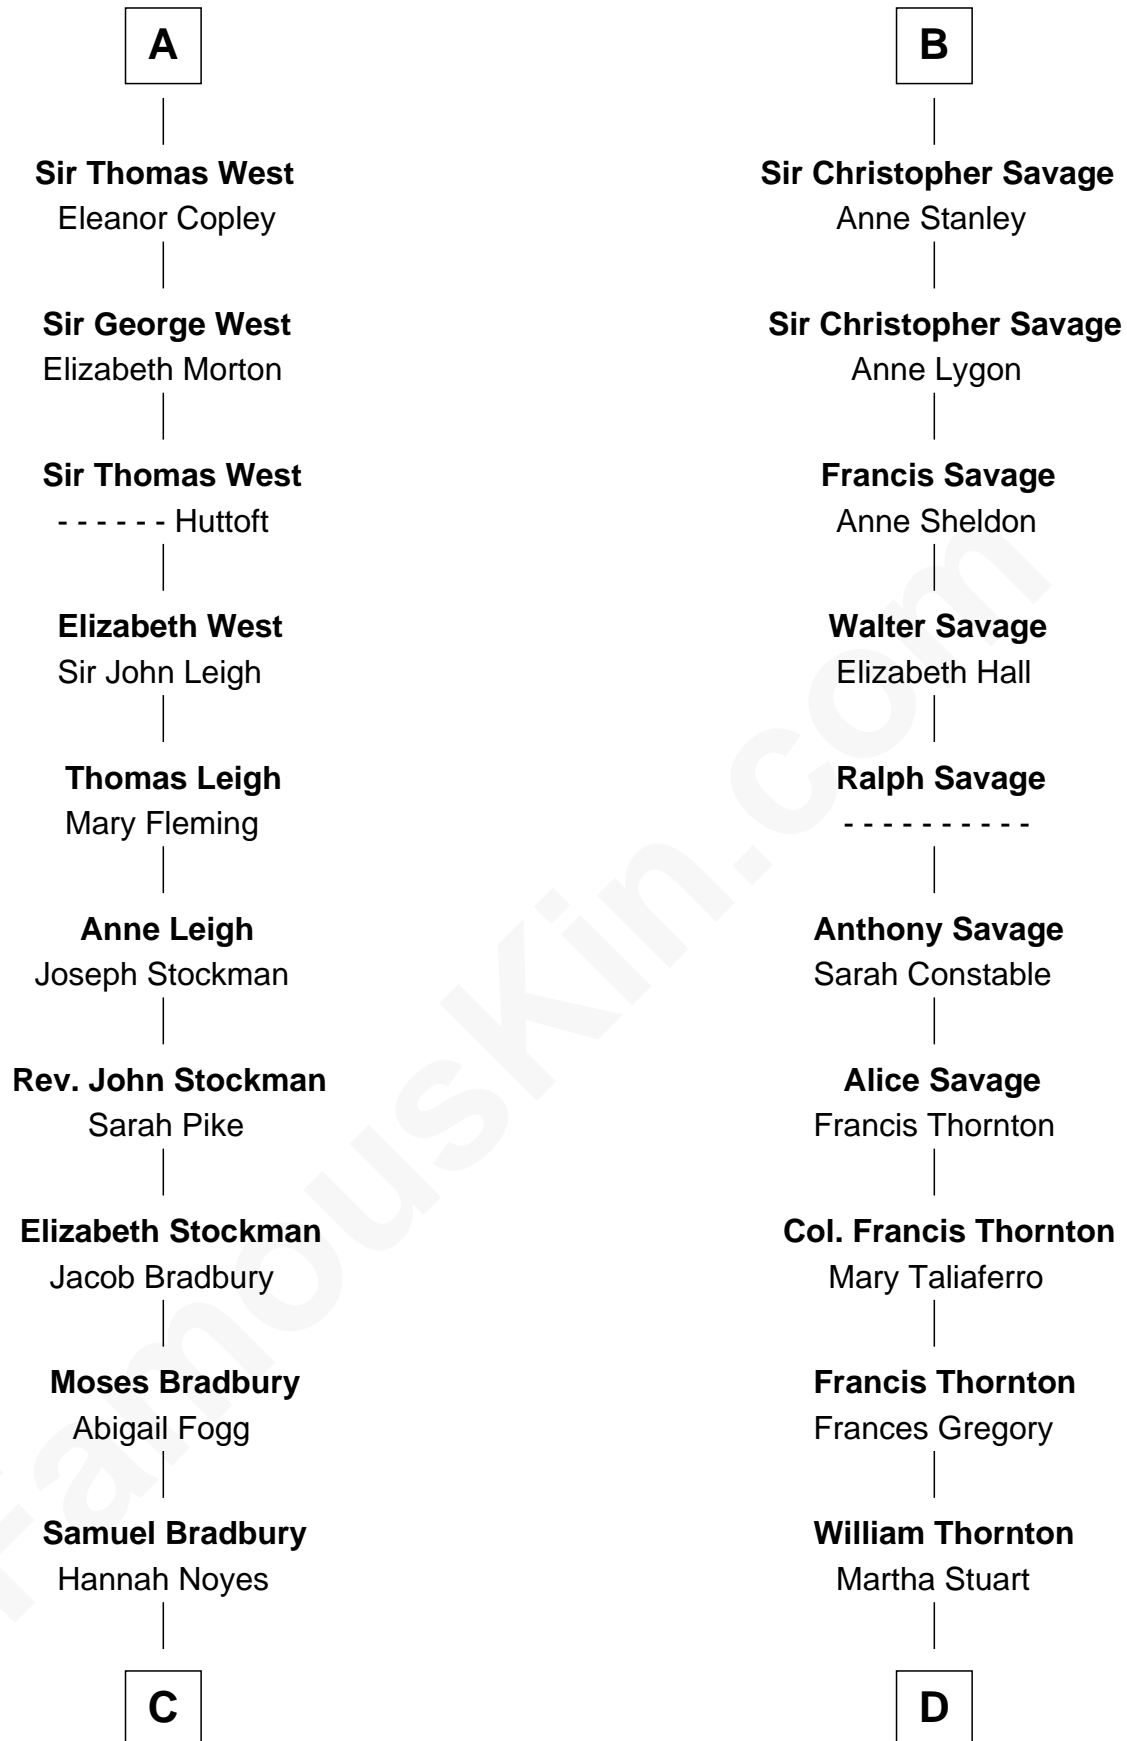 A
Sir Thomas West
Eleanor Copley
Sir George West
Elizabeth Morton
Sir Thomas West
- - - - - - Huttoft
Elizabeth West
Sir John Leigh
Thomas Leigh
Mary Fleming
Anne Leigh
Joseph Stockman
Rev. John Stockman
Sarah Pike
Elizabeth Stockman
Jacob Bradbury
Moses Bradbury
Abigail Fogg
Samuel Bradbury
Hannah Noyes
C
B
Sir Christopher Savage
Anne Stanley
Sir Christopher Savage
Anne Lygon
Francis Savage
Anne Sheldon
Walter Savage
Elizabeth Hall
Ralph Savage
- - - - - - - - - -
Anthony Savage
Sarah Constable
Alice Savage
Francis Thornton
Col. Francis Thornton
Mary Taliaferro
Francis Thornton
Frances Gregory
William Thornton
Martha Stuart
D
FamousKin.com